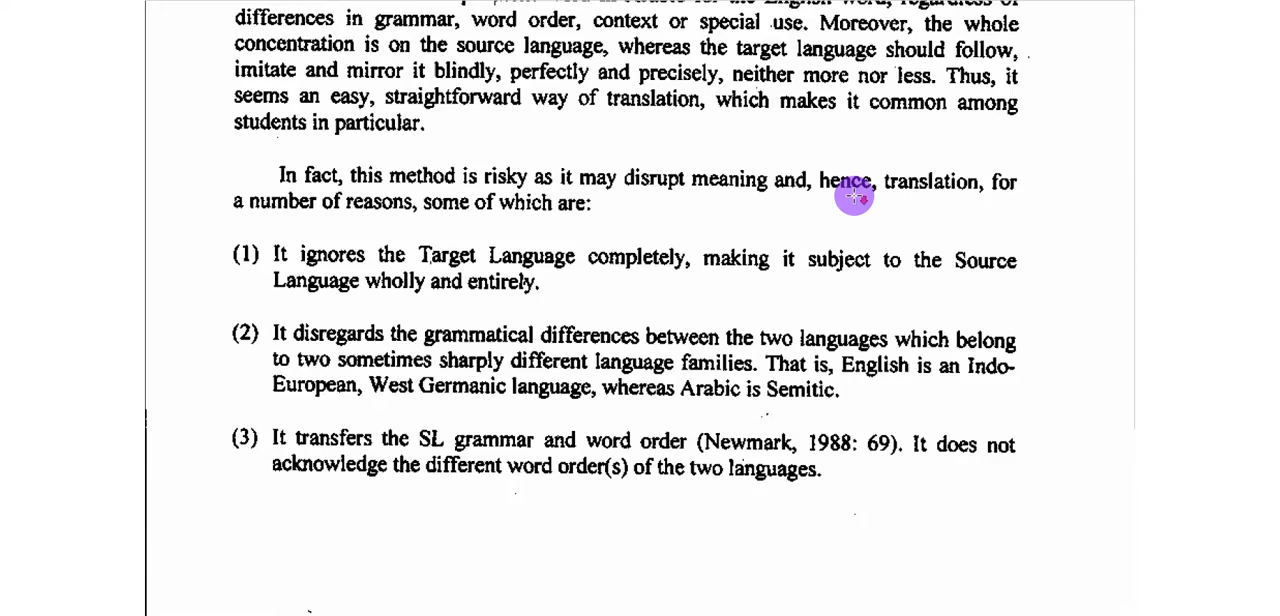 differences in grammar, word order, context or special use. Moreover, the whole
concentration is on the source language, whereas the target language should follow,
imitate and mirror it blindly, perfectly and precisely, neither more nor less. Thus, it
seems an easy, straightforward way of translation, which makes it common among
students in particular.
In fact, this method is risky as it may disrupt meaning and, hence, translation, for
a number of reasons, some of which are:
(1) It ignores the Target Language completely, making it subject to the Source
Language wholly and entirely.
(2) It disregards the grammatical differences between the two languages which belong
to two sometimes sharply different language families. That is, English is an Indo-
European, West Germanic language, whereas Arabic is Semitic.
(3) It transfers the SL grammar and word order (Newmark, 1988: 69). It does not
acknowledge the different word order(s) of the two languages.